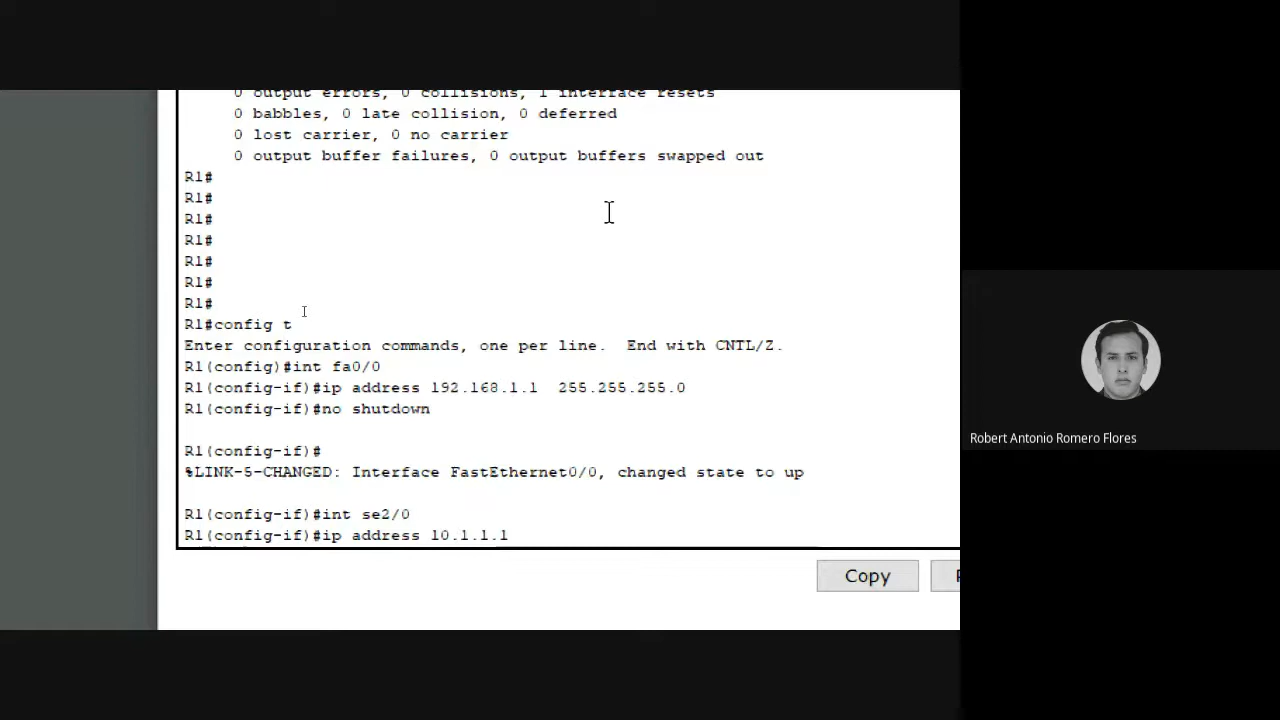 0 output errors, 0 collisions, 1 interface resets
0 babbles, 0 late collision, 0 deferred
0 lost carrier, 0 no carrier
0 output buffer failures, 0 output buffers swapped out
R1#
R1#
R1#
R1#
R1#
R1#
R1#
R1#config t
Enter configuration commands, one per line.  End with CNTL/Z.
R1(config)#int fa0/0
R1(config-if)#ip address 192.168.1.1  255.255.255.0
R1(config-if)#no shutdown
R1(config-if)#
%LINK-5-CHANGED: Interface FastEthernet0/0, changed state to up
R1(config-if)#int se2/0
R1(config-if)#ip address 10.1.1.1
Copy
Robert Antonio Romero Flores